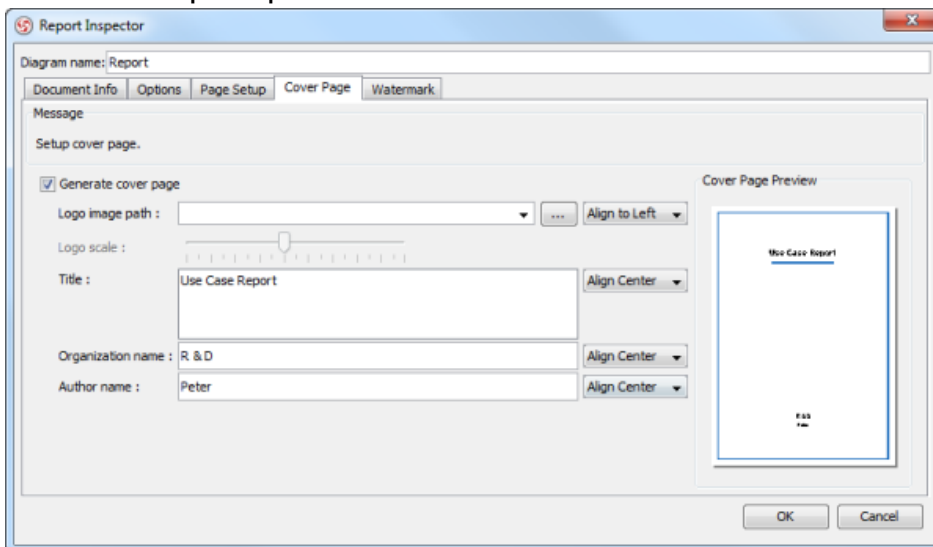 Report Inspector
Diagram name: Report
Document Info Options Page Setup Cover Page Watermark
Message
Setup cover page.
Generate cover page
Cover Page Preview
Logo image path : ... Align to Left
Logo scale :
Use Case Report
Title : Use Case Report Align Center
Organization name : R & D Align Center
Author name : Peter Align Center
R & D
Peter
OK Cancel